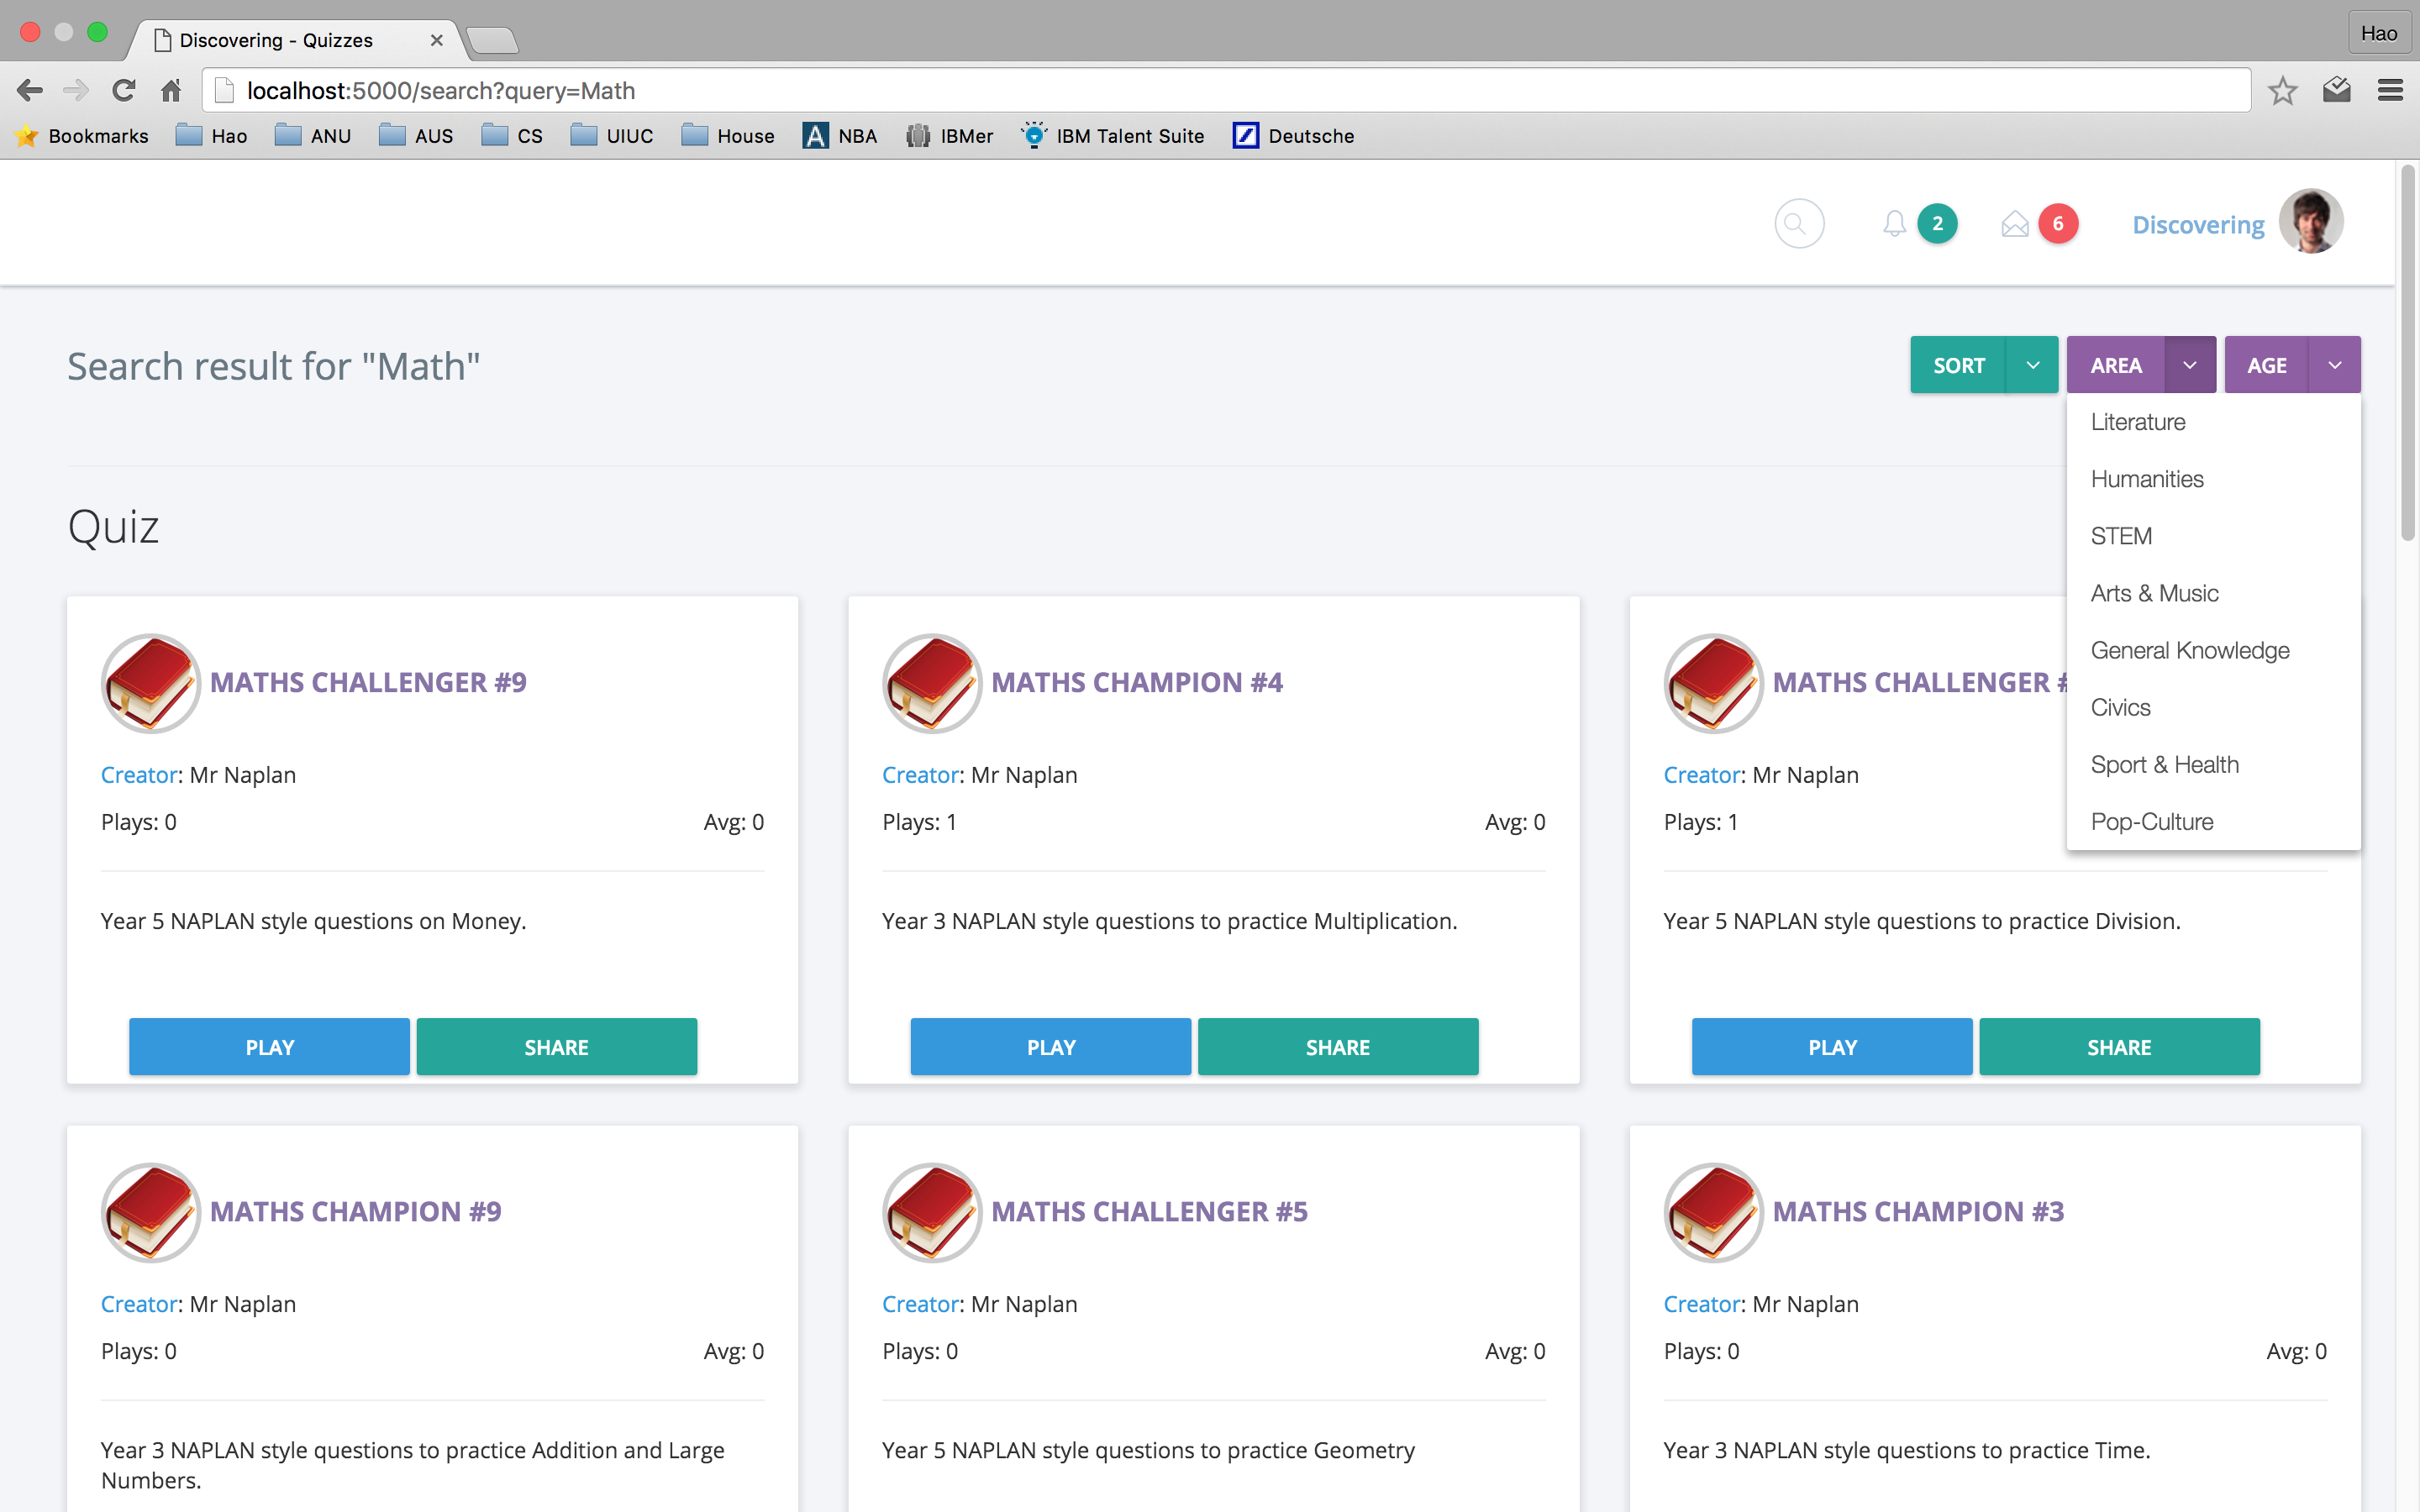 Discovering - Quizzes
Hao
localhost:5000/search?query=Math
Bookmarks Hao ANU AUS CS UIUC House NBA IBMer IBM Talent Suite Deutsche
2 6 Discovering
Search result for "Math"
SORT AREA AGE
Literature
Humanities
STEM
Arts & Music
General Knowledge
Civics
Sport & Health
Pop-Culture
Quiz
MATHS CHALLENGER #9
Creator: Mr Naplan
Plays: 0 Avg: 0
Year 5 NAPLAN style questions on Money.
PLAY SHARE
MATHS CHAMPION #4
Creator: Mr Naplan
Plays: 1 Avg: 0
Year 3 NAPLAN style questions to practice Multiplication.
PLAY SHARE
MATHS CHALLENGER #
Creator: Mr Naplan
Plays: 1
Year 5 NAPLAN style questions to practice Division.
PLAY SHARE
MATHS CHAMPION #9
Creator: Mr Naplan
Plays: 0 Avg: 0
Year 3 NAPLAN style questions to practice Addition and Large
Numbers.
MATHS CHALLENGER #5
Creator: Mr Naplan
Plays: 0 Avg: 0
Year 5 NAPLAN style questions to practice Geometry
MATHS CHAMPION #3
Creator: Mr Naplan
Plays: 0 Avg: 0
Year 3 NAPLAN style questions to practice Time.